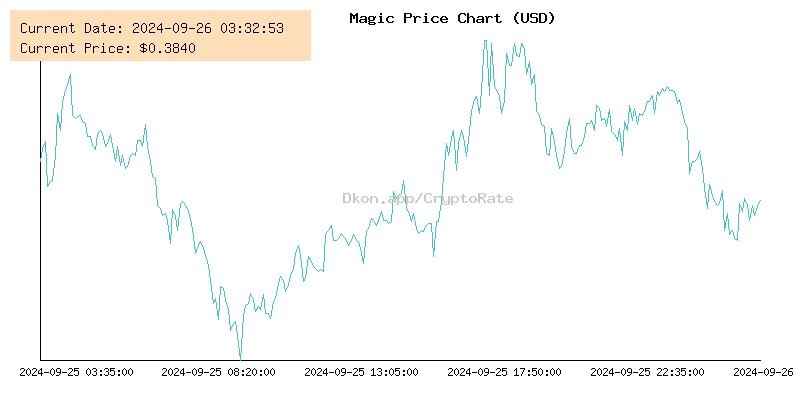 Magic Price Chart (USD)
Current Date: 2024-09-26 03:32:53
Current Price: $0.3840
Dkon.app/CryptoRate
2024-09-25 03:35:00
2024-09-25 08:20:00
2024-09-25 13:05:00
2024-09-25 17:50:00
2024-09-25 22:35:00
2024-09-26